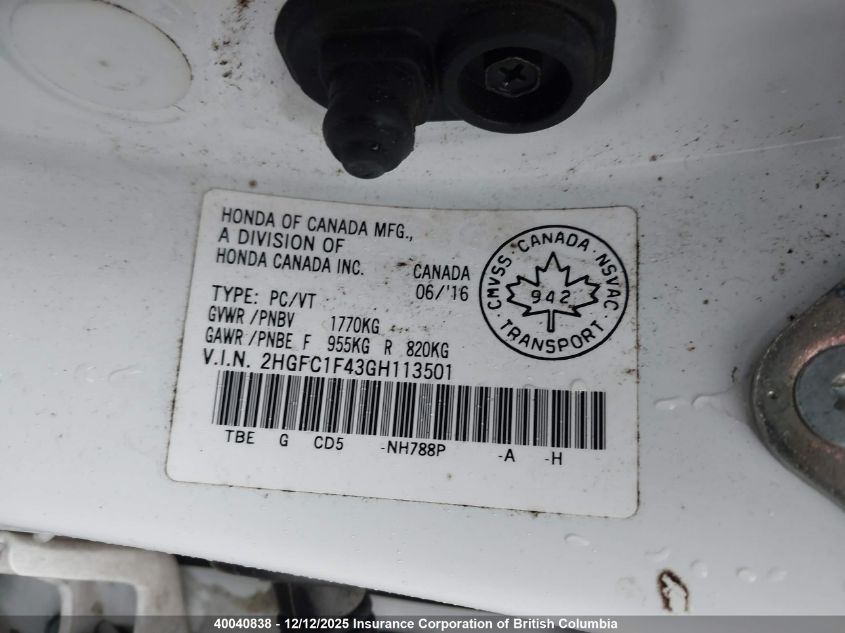 HONDA OF CANADA MFG.,
A DIVISION OF
HONDA CANADA INC.
CANADA
06/'16
TYPE: PC/VT
GVWR/PNBV 1770KG
GAWR/PNBE F 955KG R 820KG
V.I.N. 2HGFC1F43GH113501
TBE G CD5 -NH788P -A -H
CMVSS CANADA · NSVAC
942
TRANSPORT
40040838 - 12/12/2025 Insurance Corporation of British Columbia